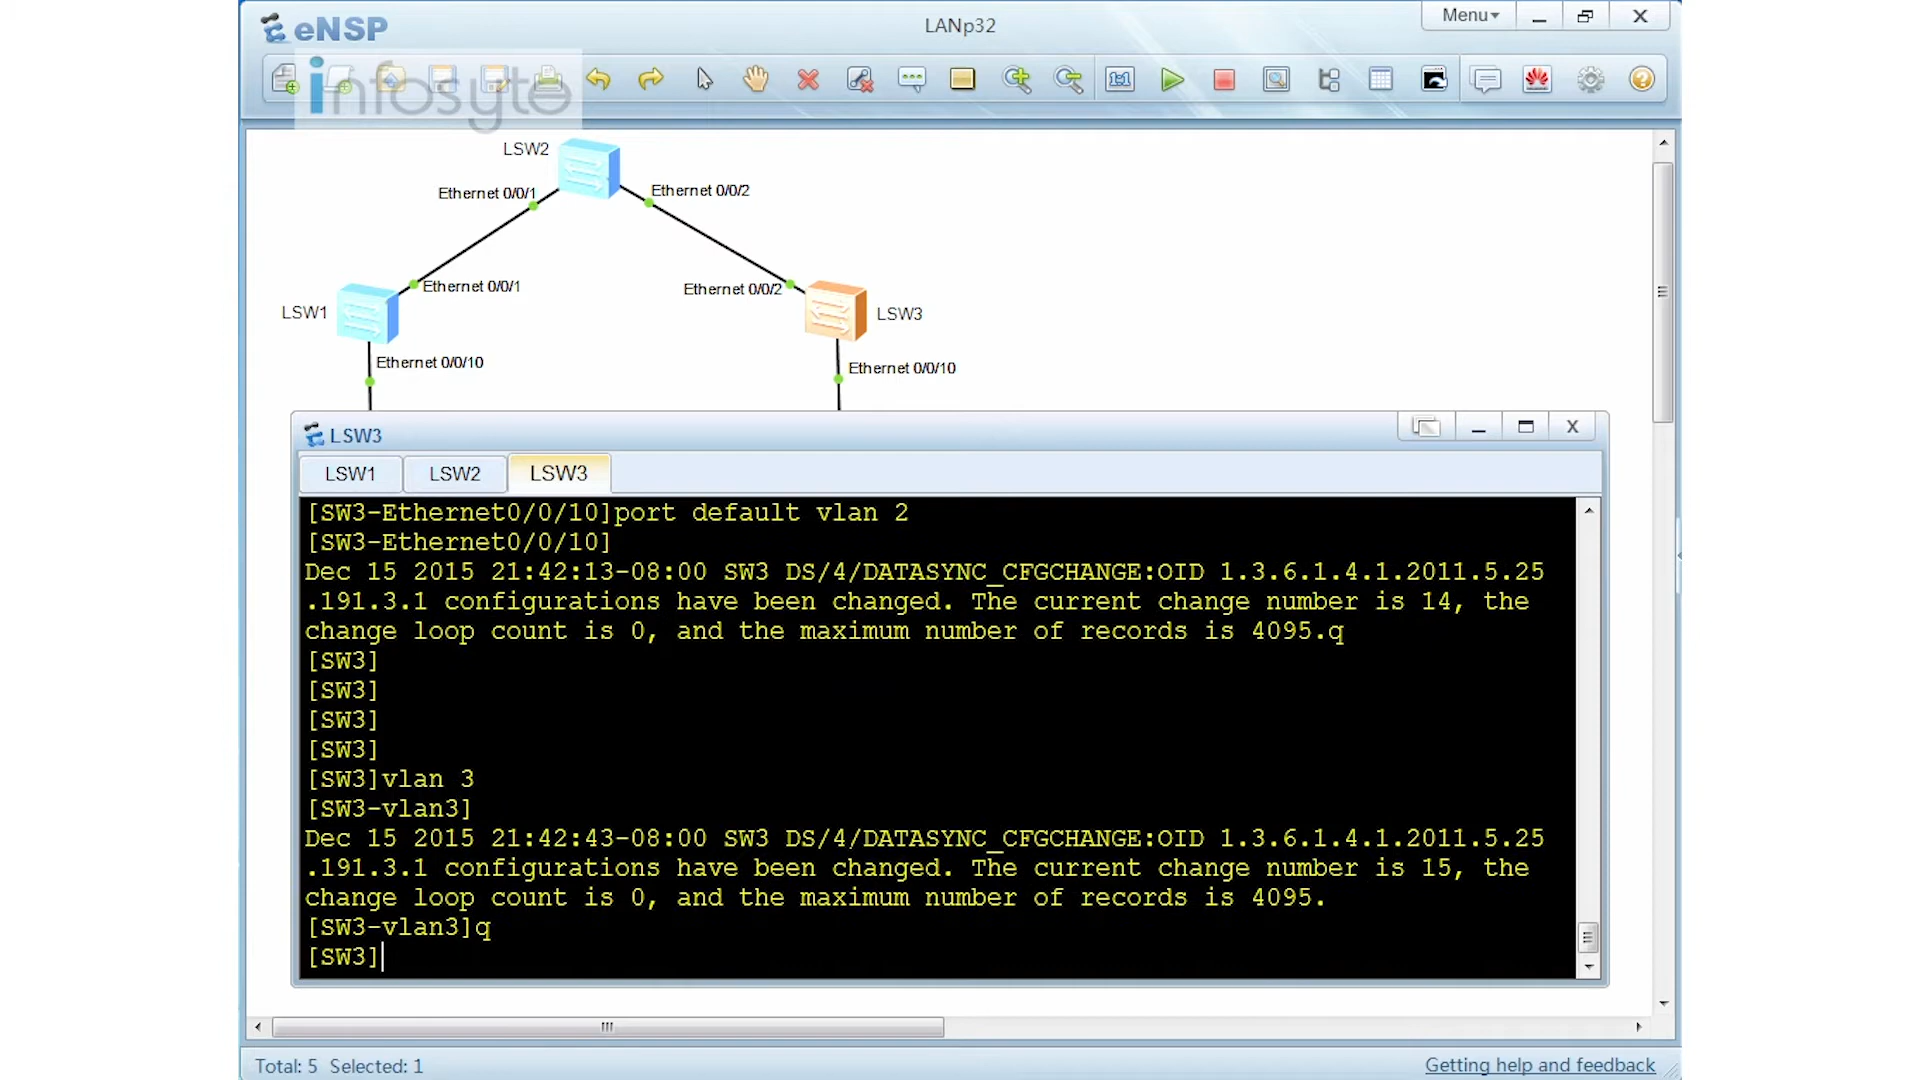 eNSP
LANp32
Menu
infosyte
LSW2
Ethernet 0/0/1
Ethernet 0/0/2
Ethernet 0/0/1
Ethernet 0/0/2
LSW1
LSW3
Ethernet 0/0/10
Ethernet 0/0/10
LSW3
LSW1
LSW2
LSW3
[SW3-Ethernet0/0/10]port default vlan 2
[SW3-Ethernet0/0/10]
Dec 15 2015 21:42:13-08:00 SW3 DS/4/DATASYNC_CFGCHANGE:OID 1.3.6.1.4.1.2011.5.25
.191.3.1 configurations have been changed. The current change number is 14, the
change loop count is 0, and the maximum number of records is 4095.q
[SW3]
[SW3]
[SW3]
[SW3]
[SW3]vlan 3
[SW3-vlan3]
Dec 15 2015 21:42:43-08:00 SW3 DS/4/DATASYNC_CFGCHANGE:OID 1.3.6.1.4.1.2011.5.25
.191.3.1 configurations have been changed. The current change number is 15, the
change loop count is 0, and the maximum number of records is 4095.
[SW3-vlan3]q
[SW3]
Total: 5 Selected: 1
Getting help and feedback